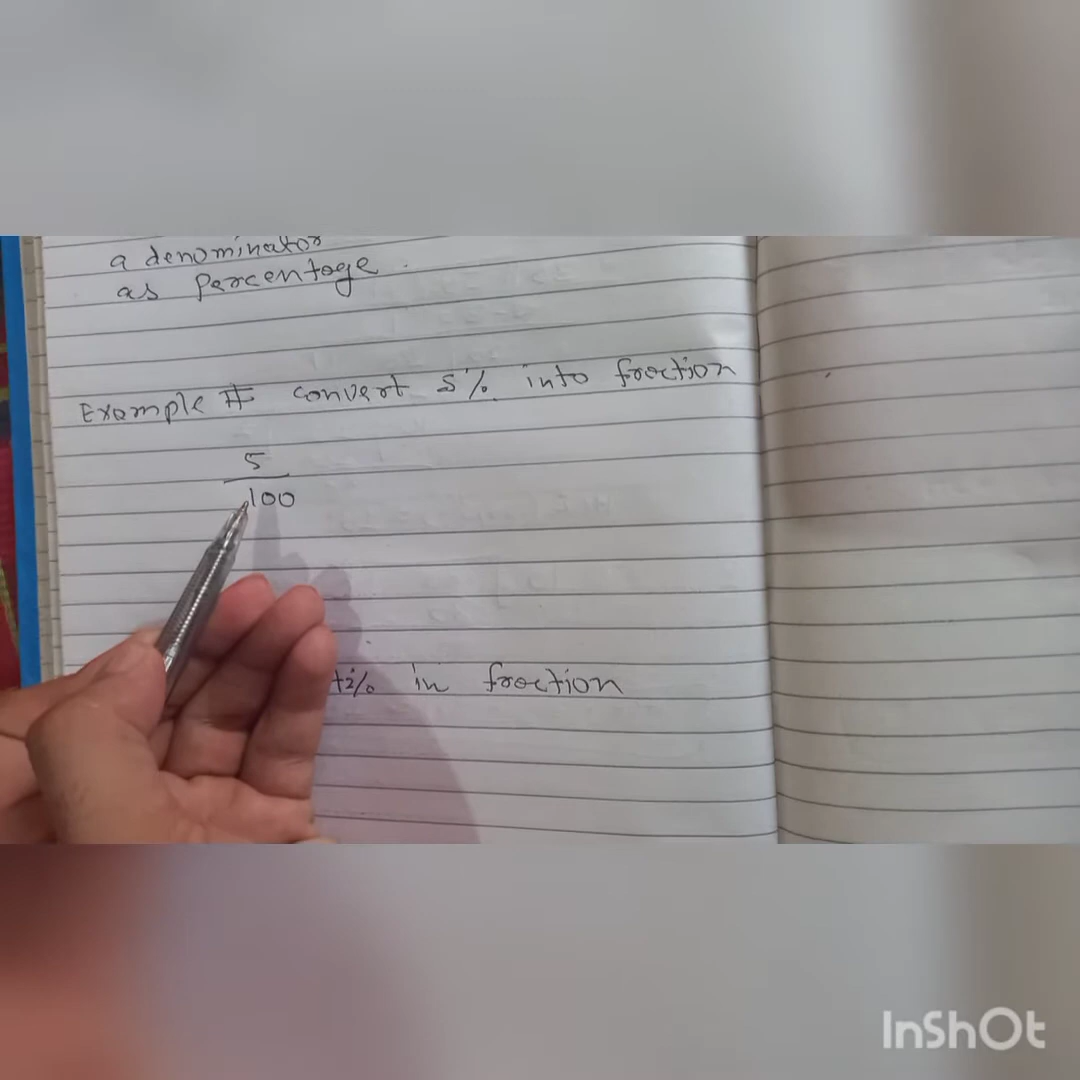 a denominator
as percentage.
Example # convert 5% into fraction
5
100
in fraction
InShOt